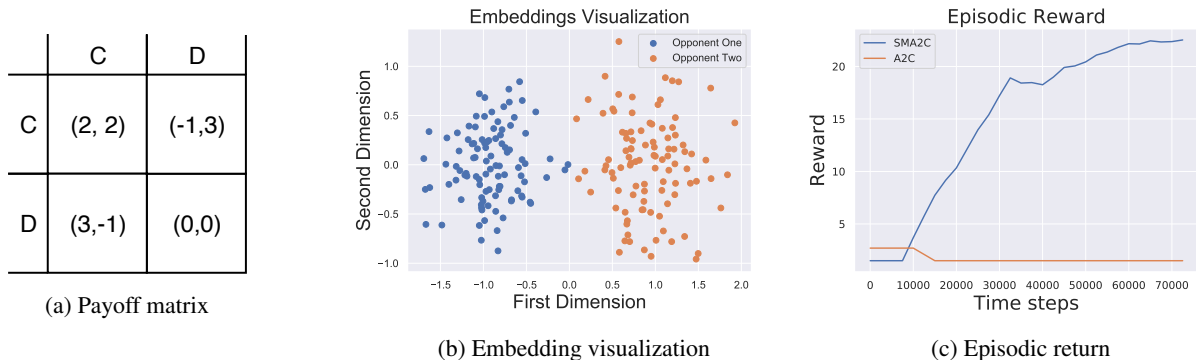 C D
C (2, 2) (-1,3)
D (3,-1) (0,0)
(a) Payoff matrix
Embeddings Visualization
Opponent One
Opponent Two
1.0
0.5
0.0
−0.5
−1.0
Second Dimension
−1.5 −1.0 −0.5 0.0 0.5 1.0 1.5 2.0
First Dimension
(b) Embedding visualization
Episodic Reward
SMA2C
A2C
20
15
10
5
Reward
0 10000 20000 30000 40000 50000 60000 70000
Time steps
(c) Episodic return